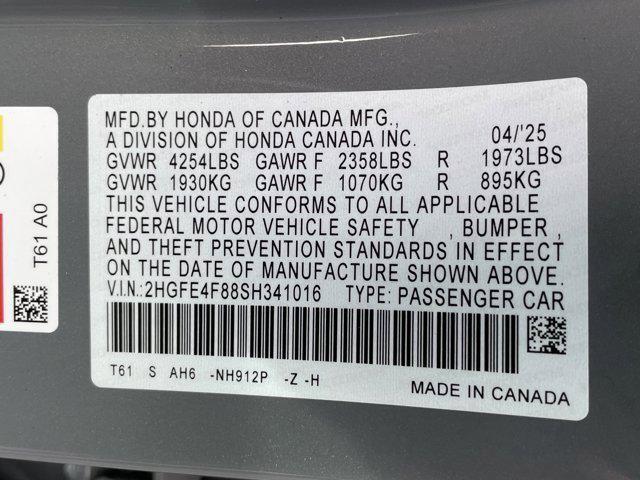 MFD.BY HONDA OF CANADA MFG.,
A DIVISION OF HONDA CANADA INC. 04/'25
GVWR 4254LBS GAWR F 2358LBS R 1973LBS
GVWR 1930KG GAWR F 1070KG R 895KG
THIS VEHICLE CONFORMS TO ALL APPLICABLE
FEDERAL MOTOR VEHICLE SAFETY , BUMPER ,
AND THEFT PREVENTION STANDARDS IN EFFECT
ON THE DATE OF MANUFACTURE SHOWN ABOVE.
V.I.N.:2HGFE4F88SH341016 TYPE: PASSENGER CAR
T61 S AH6 -NH912P -Z -H
MADE IN CANADA
T61 A0